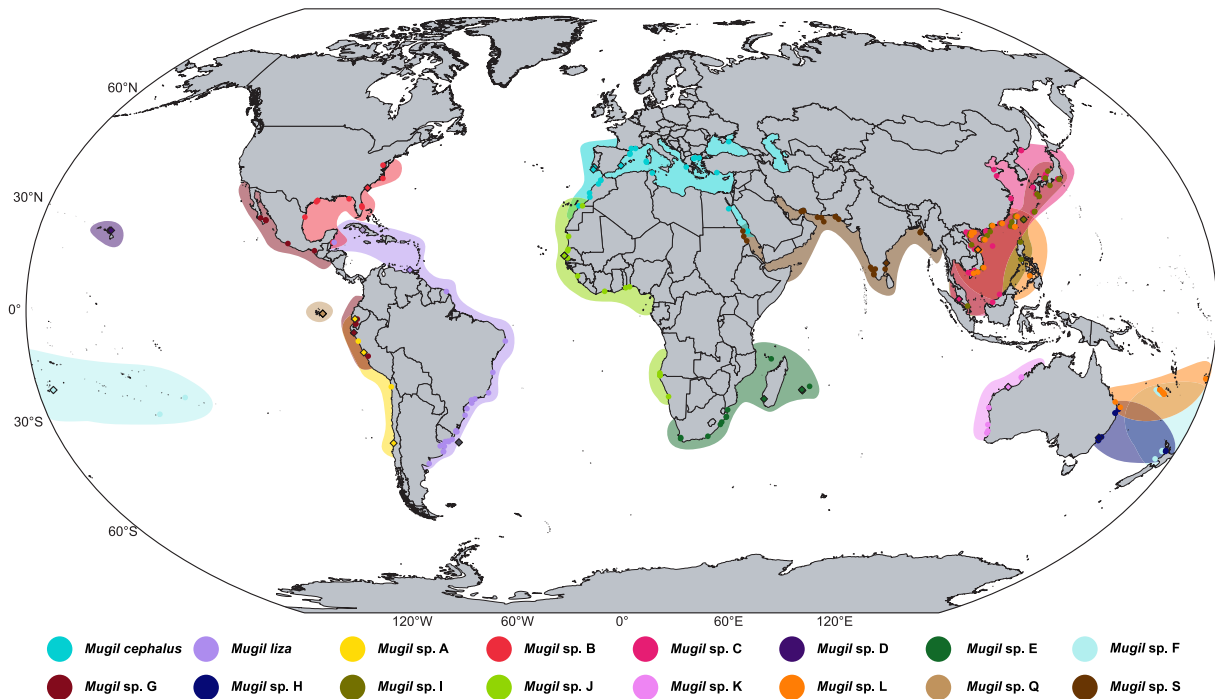 60°N
30°N
0°
30°S
60°S
120°W 0° 60°E 120°E
Mugil cephalus Mugil liza Mugil sp. A Mugil sp. B Mugil sp. C Mugil sp. D Mugil sp. E Mugil sp. F
Mugil sp. G Mugil sp. H Mugil sp. I Mugil sp. J Mugil sp. K Mugil sp. L Mugil sp. Q Mugil sp. S